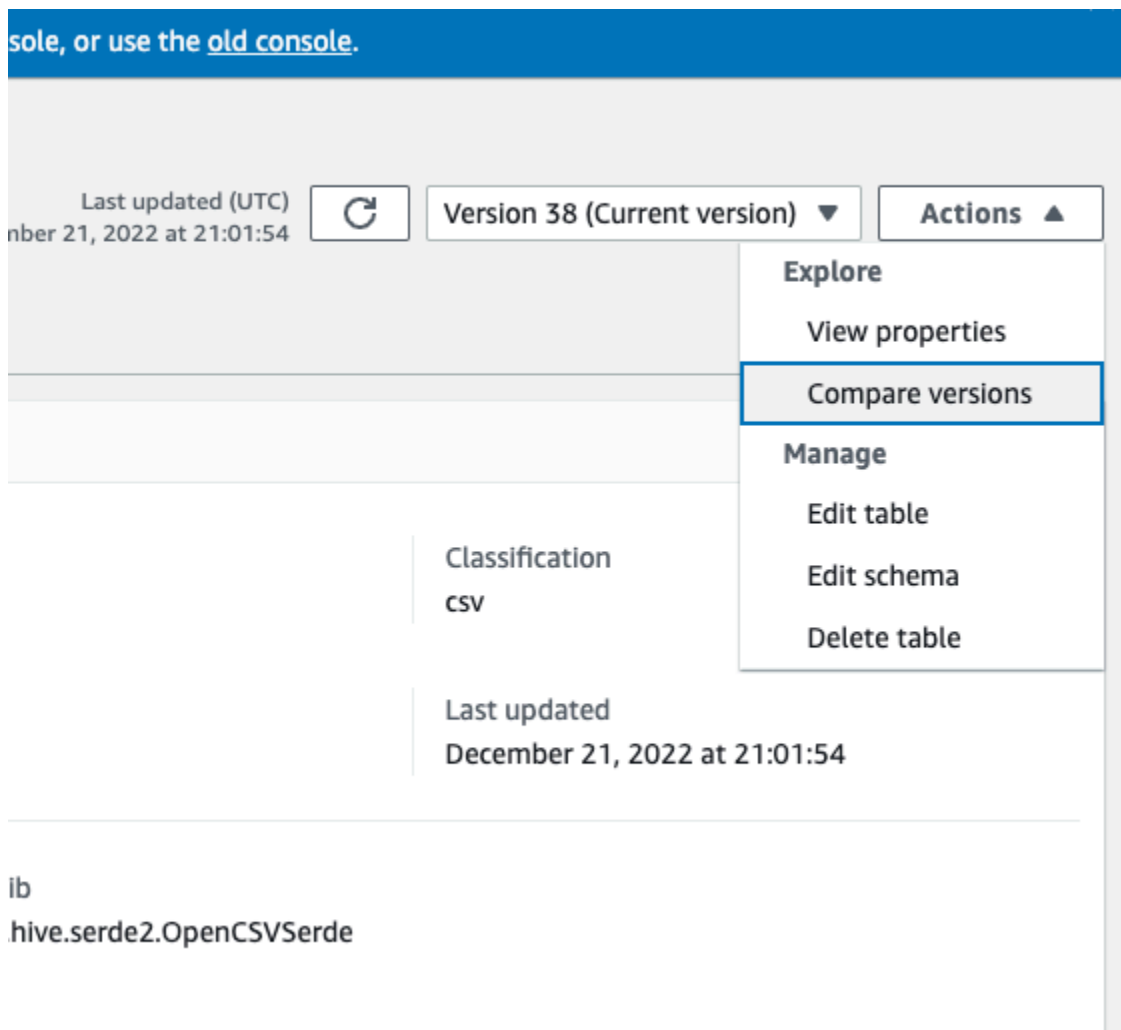 sole, or use the old console.
Last updated (UTC)
nber 21, 2022 at 21:01:54
Version 38 (Current version)
Actions
Explore
View properties
Compare versions
Manage
Edit table
Edit schema
Delete table
Classification
csv
Last updated
December 21, 2022 at 21:01:54
ib
.hive.serde2.OpenCSVSerde